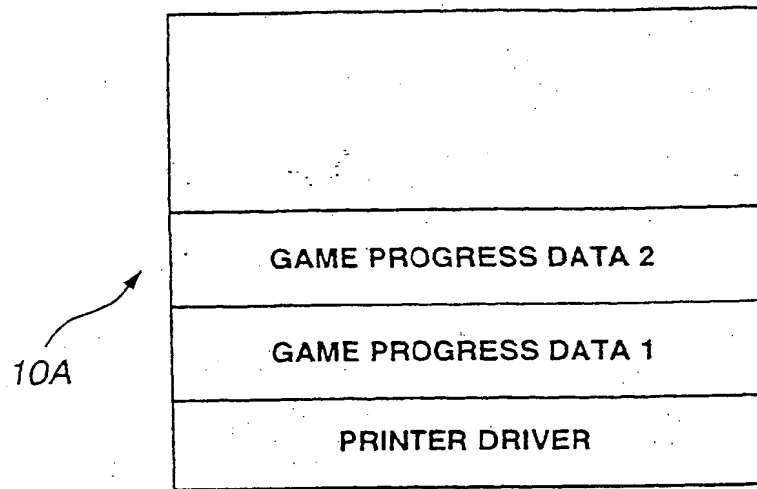 GAME PROGRESS DATA 2
GAME PROGRESS DATA 1
10A
PRINTER DRIVER